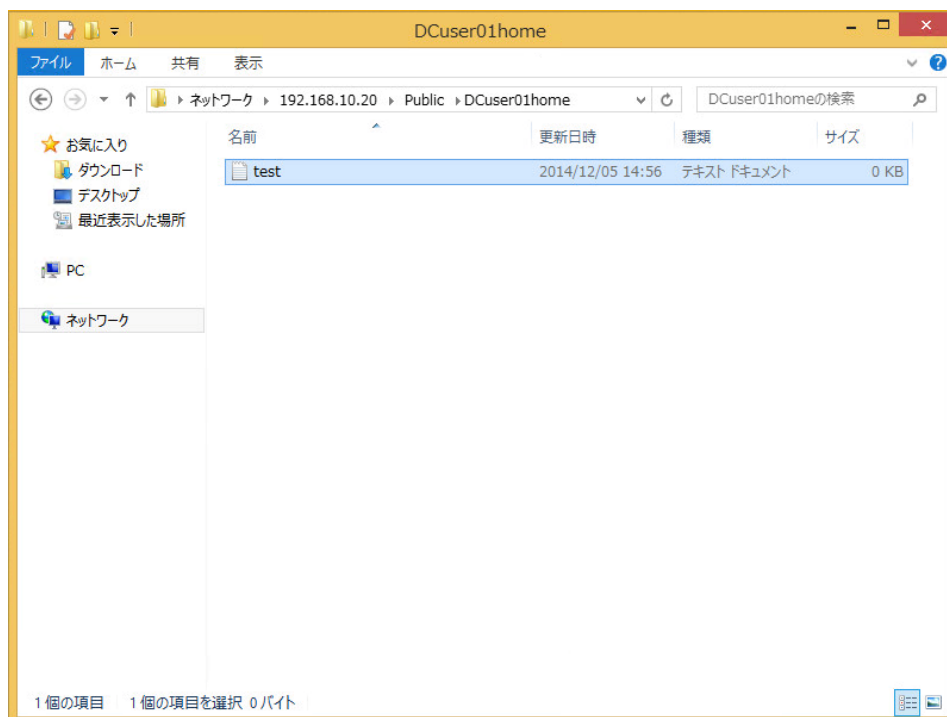 DCuser01home
ファイル ホーム 共有 表示
ネットワーク 192.168.10.20 Public DCuser01home DCuser01homeの検索
お気に入り
ダウンロード
デスクトップ
最近表示した場所
PC
ネットワーク
名前 更新日時 種類 サイズ
test 2014/12/05 14:56 テキスト ドキュメント 0 KB
1 個の項目 1 個の項目を選択 0 バイト